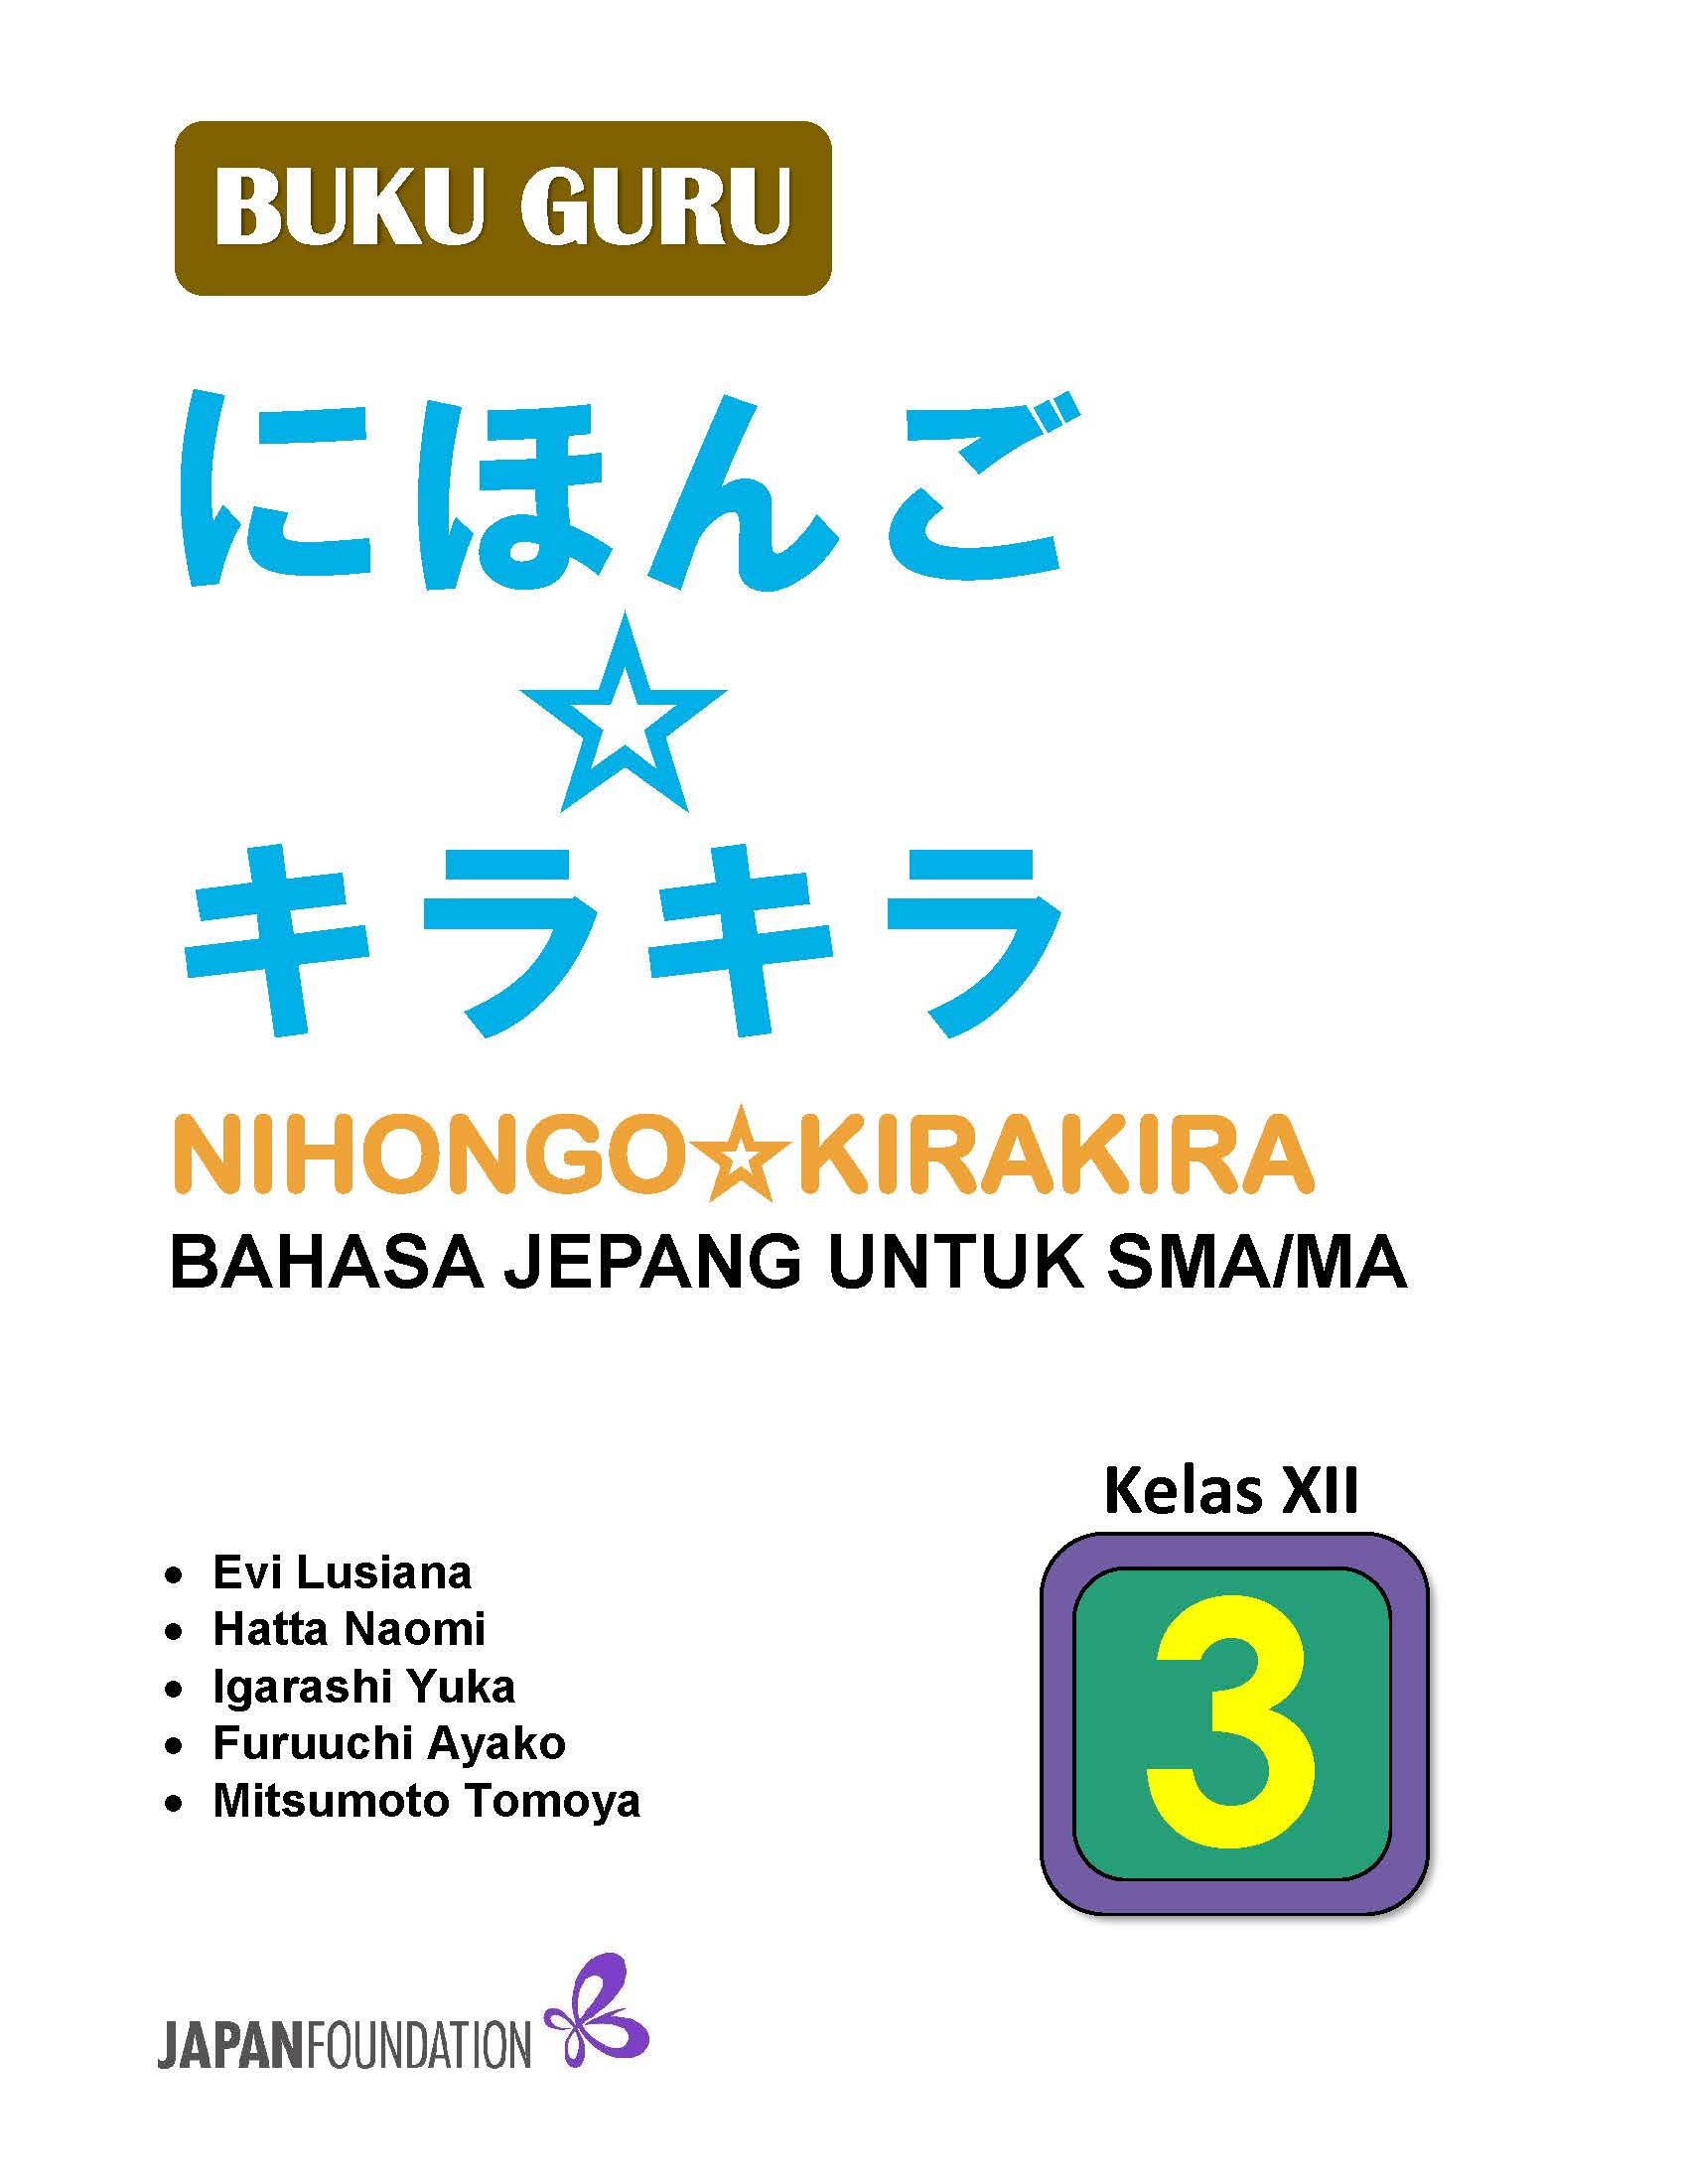 BUKU GURU
にほんご
☆
キラキラ
NIHONGO☆KIRAKIRA
BAHASA JEPANG UNTUK SMA/MA
Kelas XII
3
• Evi Lusiana
• Hatta Naomi
• Igarashi Yuka
• Furuuchi Ayako
• Mitsumoto Tomoya
JAPANFOUNDATION